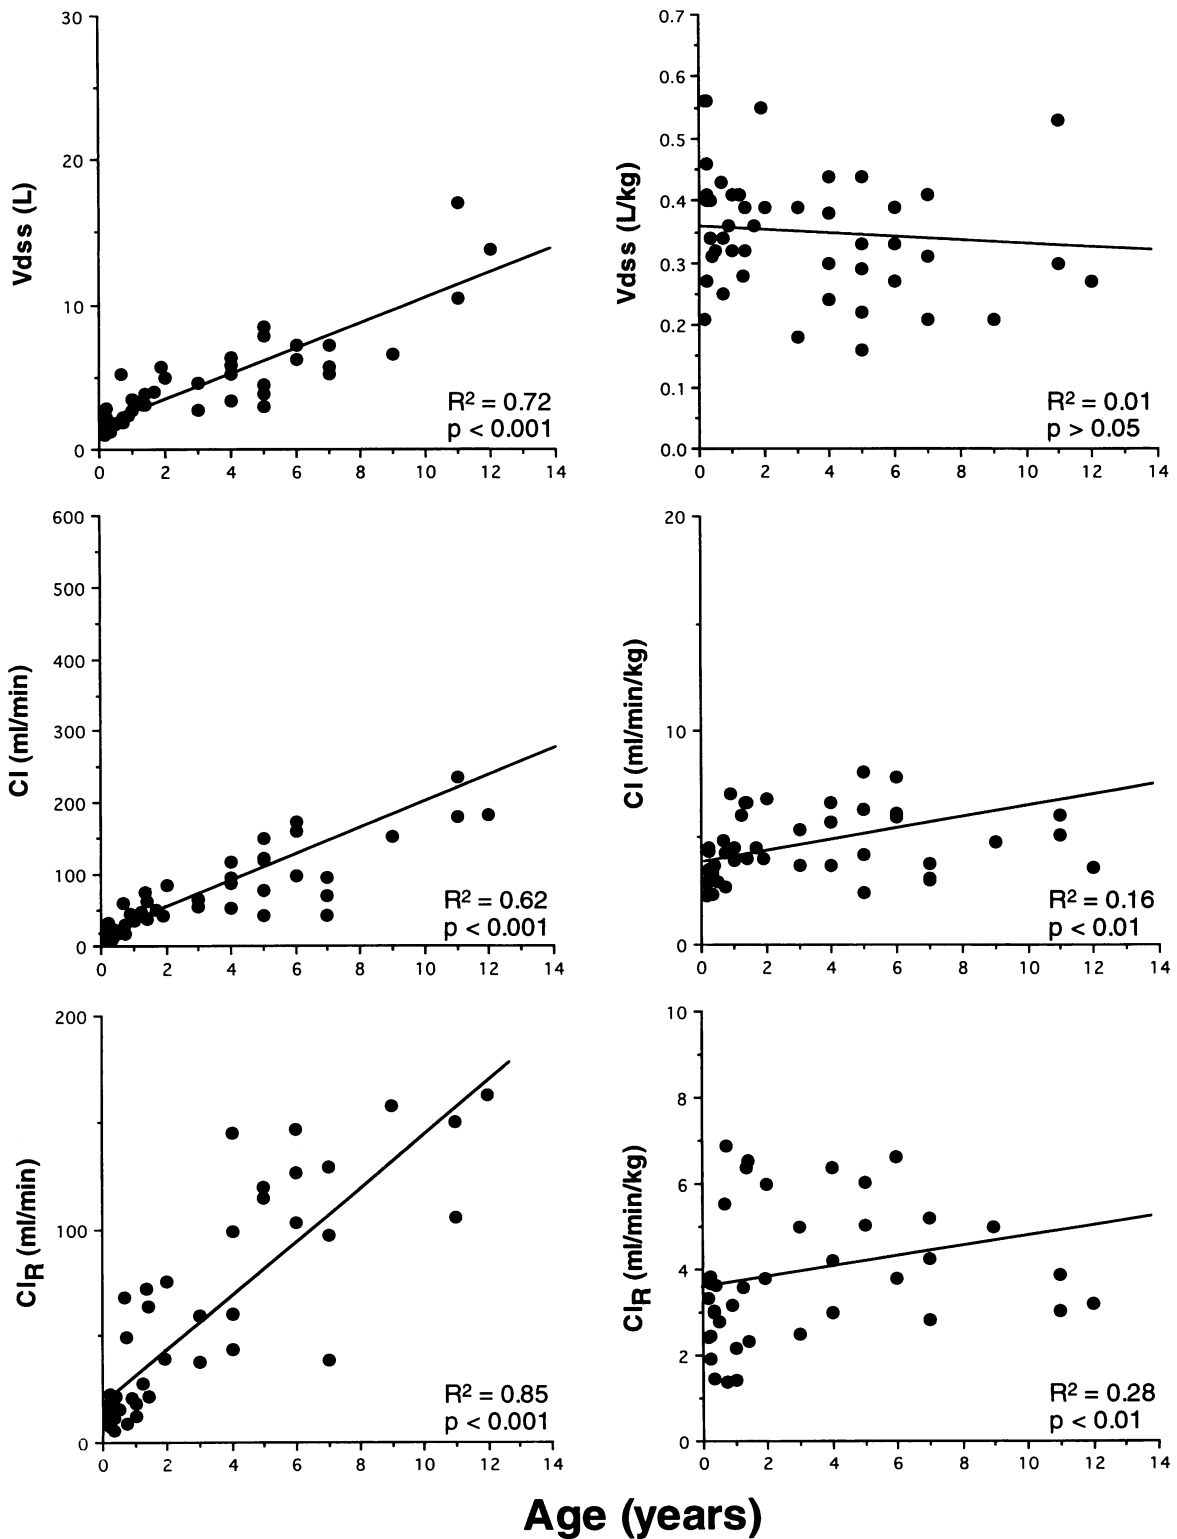 30
20
10
0
Vdss (L)
R² = 0.72
p < 0.001
0 2 4 6 8 10 12 14
0.7
0.6
0.5
0.4
0.3
0.2
0.1
0.0
Vdss (L/kg)
R² = 0.01
p > 0.05
0 2 4 6 8 10 12 14
600
500
400
300
200
100
0
Cl (ml/min)
R² = 0.62
p < 0.001
0 2 4 6 8 10 12 14
20
10
0
Cl (ml/min/kg)
R² = 0.16
p < 0.01
0 2 4 6 8 10 12 14
200
100
0
ClR (ml/min)
R² = 0.85
p < 0.001
0 2 4 6 8 10 12 14
10
8
6
4
2
0
ClR (ml/min/kg)
R² = 0.28
p < 0.01
0 2 4 6 8 10 12 14
Age (years)